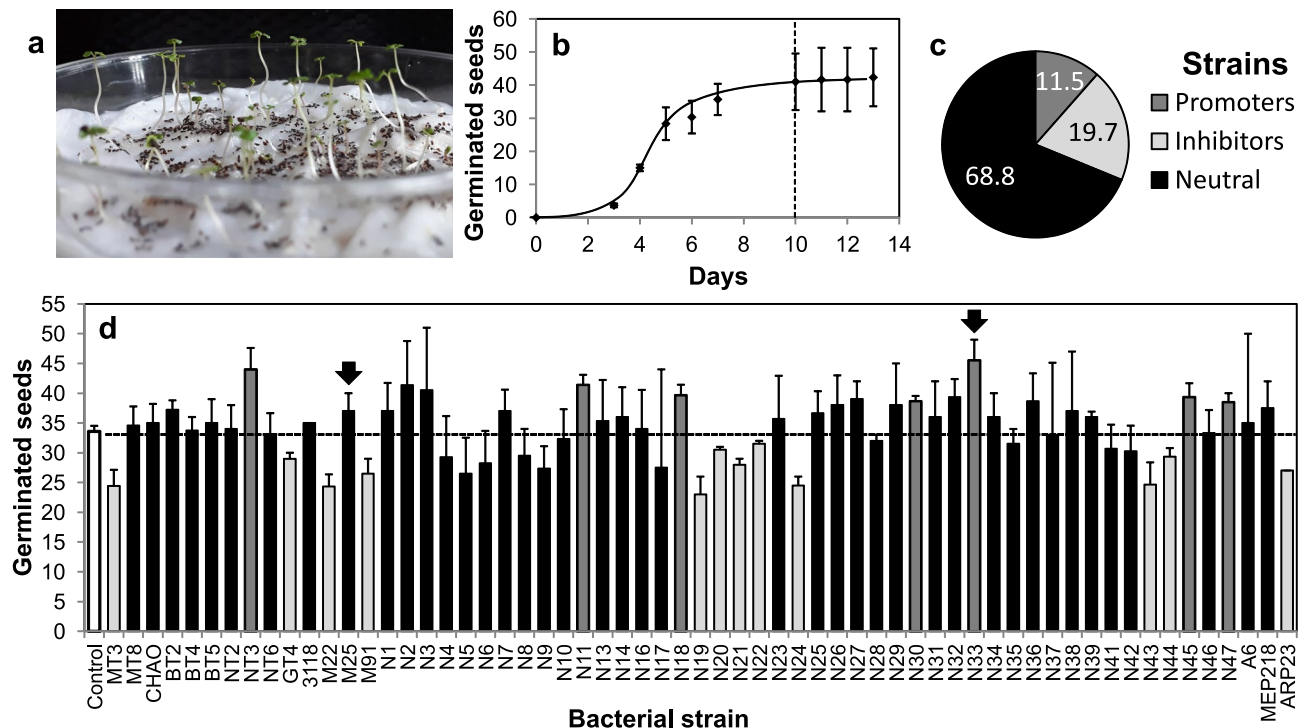 a
b
Germinated seeds
60
50
40
30
20
10
0
0 2 4 6 8 10 12 14
Days
c
11.5
19.7
68.8
Strains
Promoters
Inhibitors
Neutral
d
Germinated seeds
55
50
45
40
35
30
25
20
15
10
5
0
Control MT3 MT8 CHAO BT2 BT4 BT5 NT2 NT3 NT6 GT4 3118 M22 M25 M91 N1 N2 N3 N4 N5 N6 N7 N8 N9 N10 N11 N13 N14 N16 N17 N18 N19 N20 N21 N22 N23 N24 N25 N26 N27 N28 N29 N30 N31 N32 N33 N34 N35 N36 N37 N38 N39 N41 N42 N43 N44 N45 N46 N47 A6 MEP218 ARP23
Bacterial strain